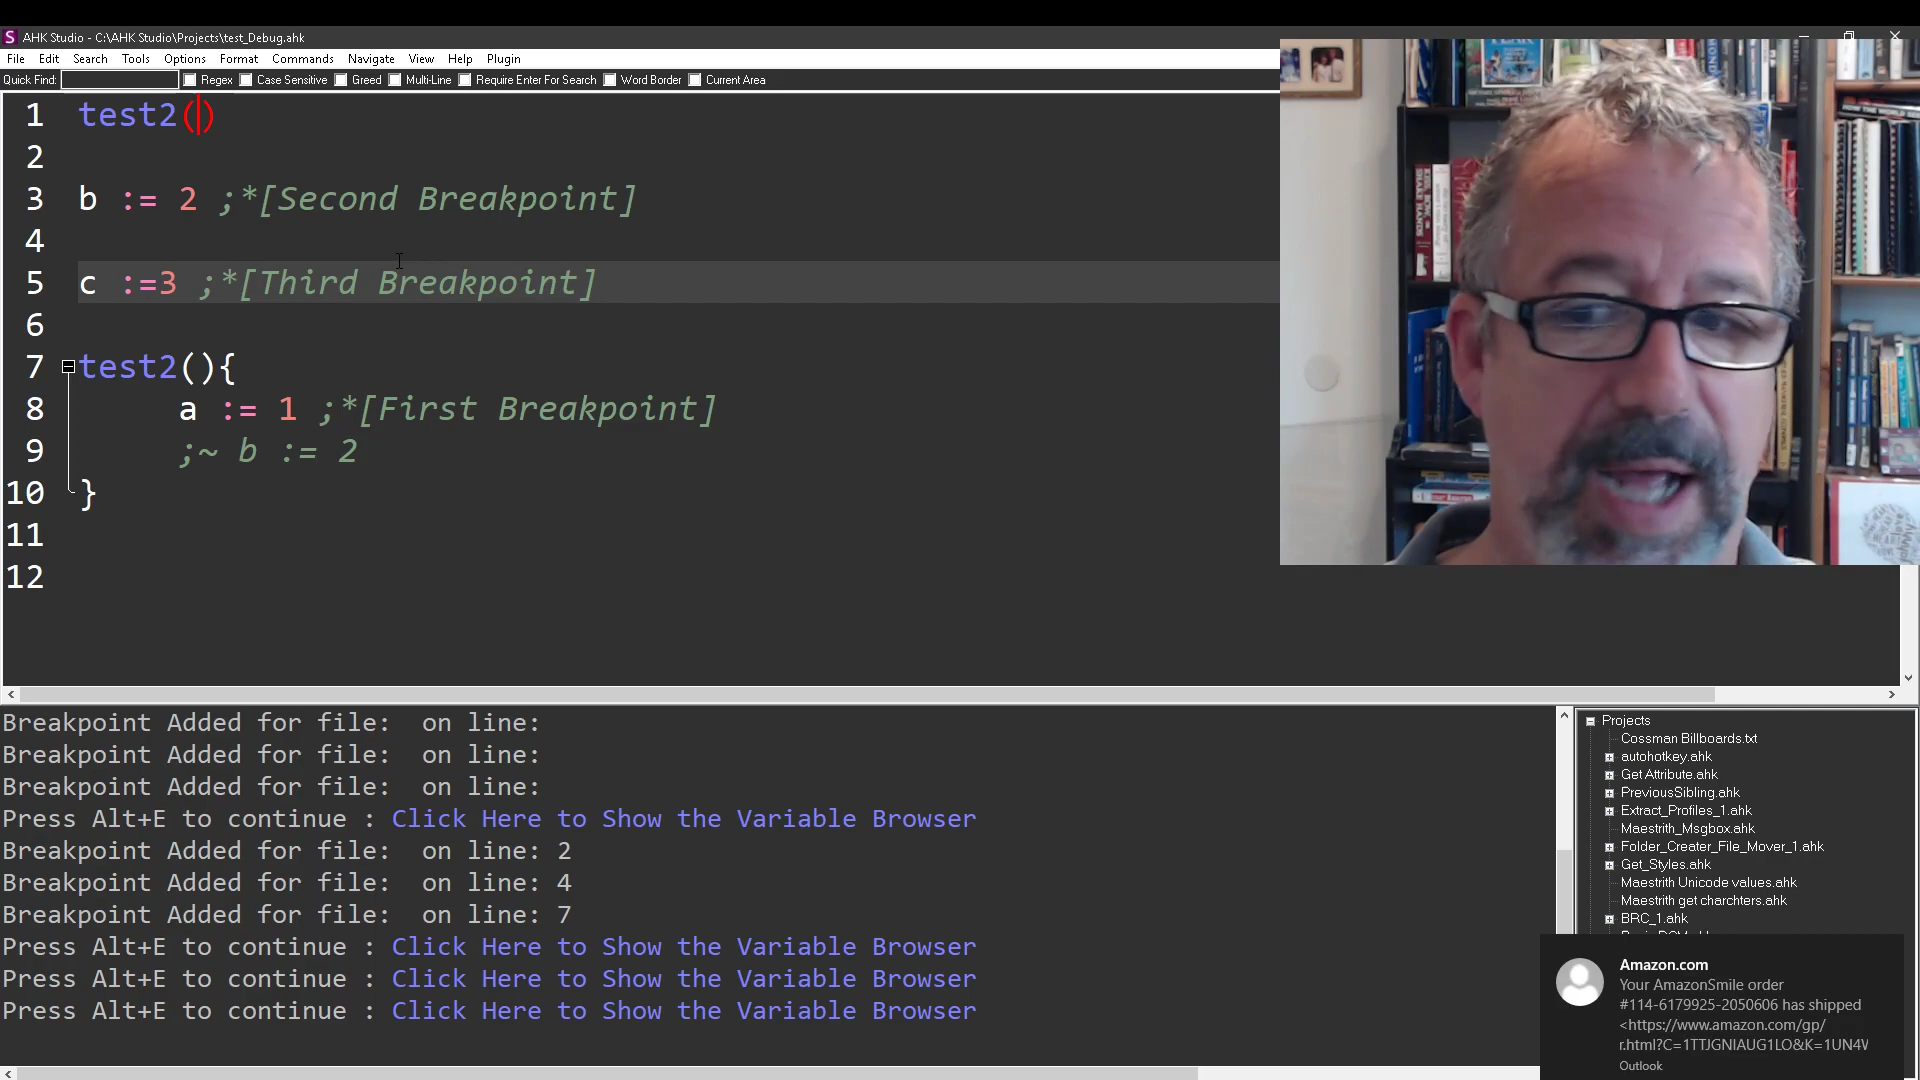 AHK Studio - C:\AHK Studio\Projects\test_Debug.ahk
File Edit Search Tools Options Format Commands Navigate View Help Plugin
Quick Find: Regex Case Sensitive Greed Multi-Line Require Enter For Search Word Border Current Area
1 test2()
2
3 b := 2 ;*[Second Breakpoint]
4
5 c :=3 ;*[Third Breakpoint]
6
7 test2(){
8 a := 1 ;*[First Breakpoint]
9 ;~ b := 2
10 }
11
12
Breakpoint Added for file:  on line:
Breakpoint Added for file:  on line:
Breakpoint Added for file:  on line:
Press Alt+E to continue : Click Here to Show the Variable Browser
Breakpoint Added for file:  on line: 2
Breakpoint Added for file:  on line: 4
Breakpoint Added for file:  on line: 7
Press Alt+E to continue : Click Here to Show the Variable Browser
Press Alt+E to continue : Click Here to Show the Variable Browser
Press Alt+E to continue : Click Here to Show the Variable Browser
Projects
Cossman Billboards.txt
autohotkey.ahk
Get Attribute.ahk
PreviousSibling.ahk
Extract_Profiles_1.ahk
Maestrith_Msgbox.ahk
Folder_Creater_File_Mover_1.ahk
Get_Styles.ahk
Maestrith Unicode values.ahk
Maestrith get charchters.ahk
BRC_1.ahk
Amazon.com
Your AmazonSmile order
#114-6179925-2050606 has shipped
<https://www.amazon.com/gp/
r.html?C=1TTJGNIAUG1LO&K=1UN4V
Outlook